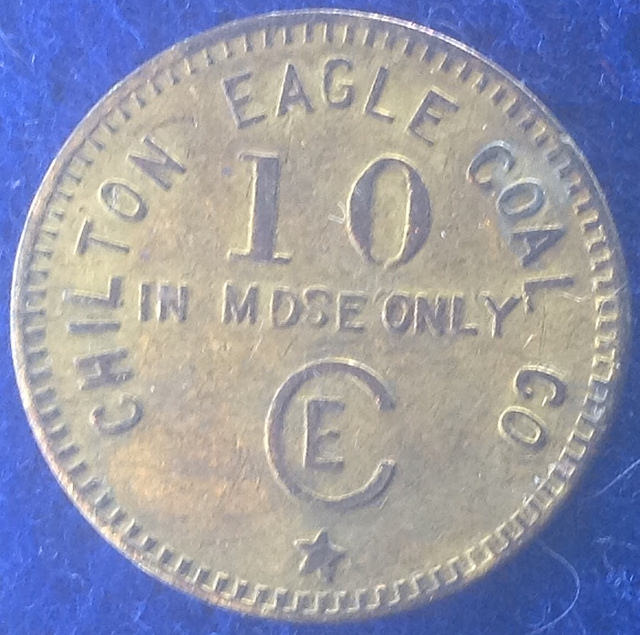 CHILTON EAGLE COAL CO
10
IN MDSE ONLY
CE